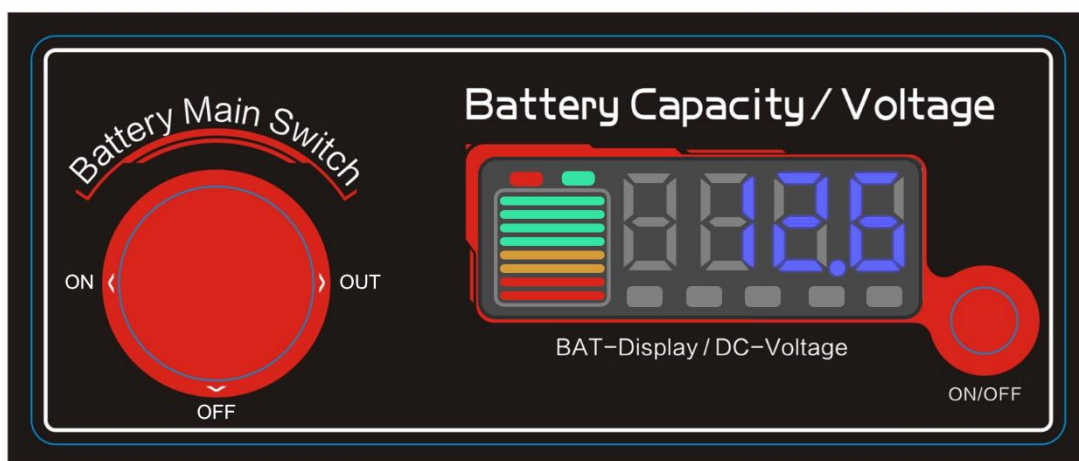 Battery Main Switch
ON
OUT
OFF
Battery Capacity / Voltage
12.6
BAT-Display / DC-Voltage
ON/OFF